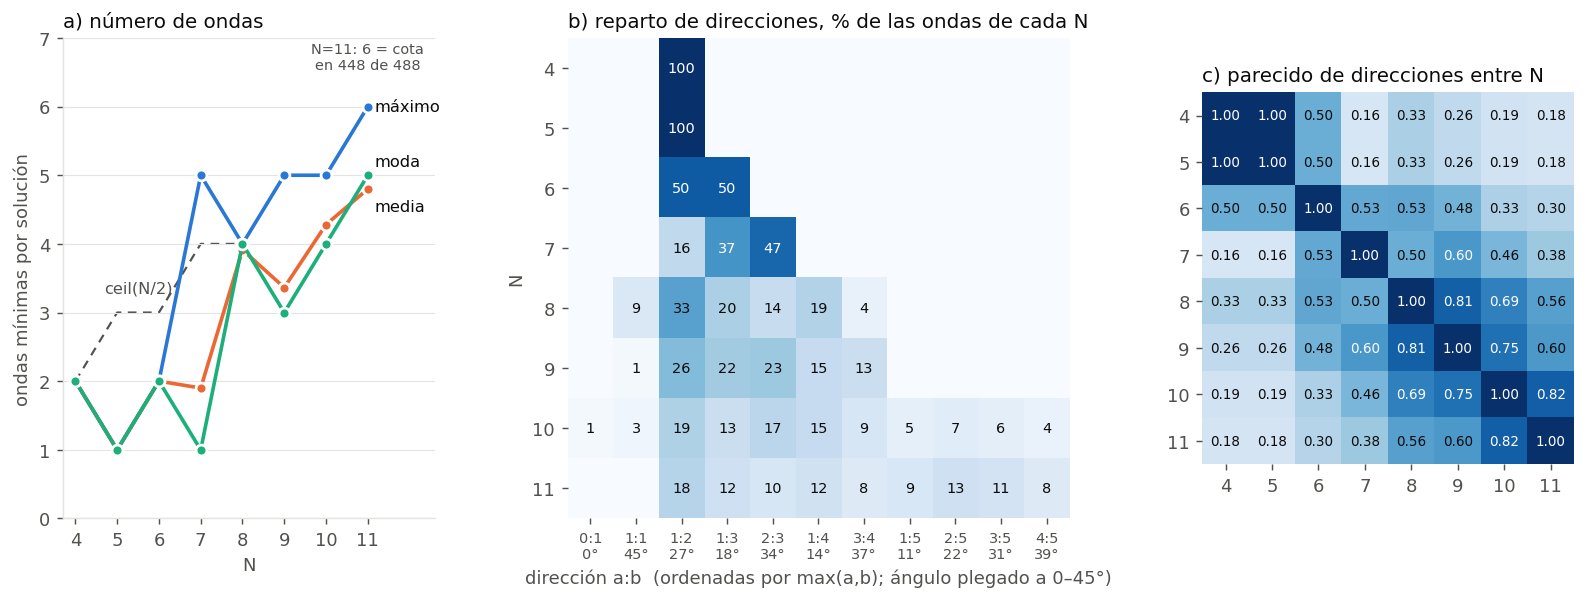 a) número de ondas
7
6
5
4
3
2
1
0
ondas mínimas por solución
N=11: 6 = cota
en 448 de 488
máximo
moda
media
ceil(N/2)
4 5 6 7 8 9 10 11
N
b) reparto de direcciones, % de las ondas de cada N
N
4 100
5 100
6 50 50
7 16 37 47
8 9 33 20 14 19 4
9 1 26 22 23 15 13
10 1 3 19 13 17 15 9 5 7 6 4
11 18 12 10 12 8 9 13 11 8
0:1 1:1 1:2 1:3 2:3 1:4 3:4 1:5 2:5 3:5 4:5
0° 45° 27° 18° 34° 14° 37° 11° 22° 31° 39°
dirección a:b (ordenadas por max(a,b); ángulo plegado a 0–45°)
c) parecido de direcciones entre N
4 1.00 1.00 0.50 0.16 0.33 0.26 0.19 0.18
5 1.00 1.00 0.50 0.16 0.33 0.26 0.19 0.18
6 0.50 0.50 1.00 0.53 0.53 0.48 0.33 0.30
7 0.16 0.16 0.53 1.00 0.50 0.60 0.46 0.38
8 0.33 0.33 0.53 0.50 1.00 0.81 0.69 0.56
9 0.26 0.26 0.48 0.60 0.81 1.00 0.75 0.60
10 0.19 0.19 0.33 0.46 0.69 0.75 1.00 0.82
11 0.18 0.18 0.30 0.38 0.56 0.60 0.82 1.00
4 5 6 7 8 9 10 11